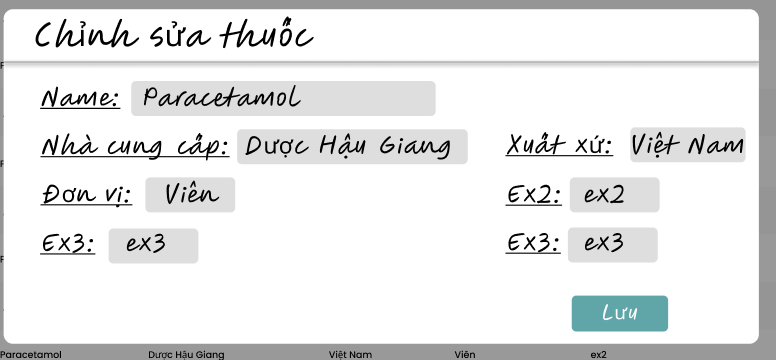 Chỉnh sửa thuốc
Name: Paracetamol
Nhà cung cấp: Dược Hậu Giang Xuất xứ: Việt Nam
Đơn vị: Viên Ex2: ex2
Ex3: ex3 Ex3: ex3
Lưu
Paracetamol Dược Hậu Giang Việt Nam Viên ex2